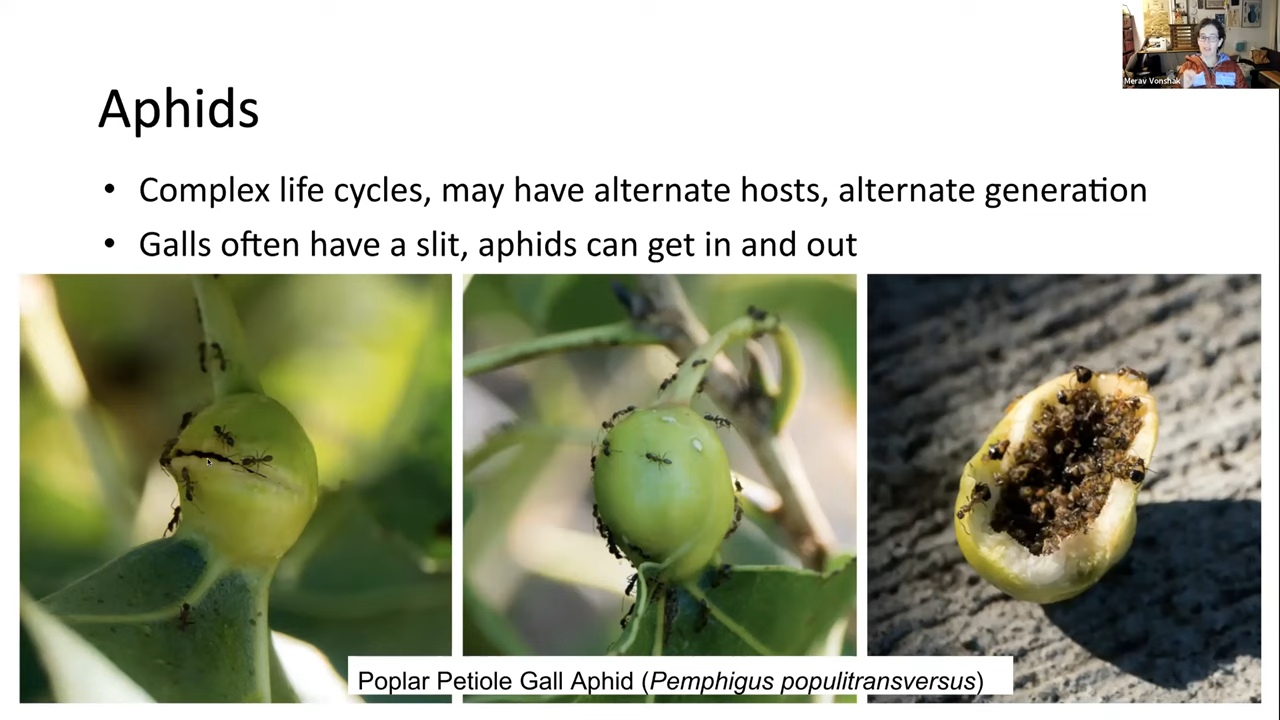 Merav Vonshak
Aphids
• Complex life cycles, may have alternate hosts, alternate generation
• Galls often have a slit, aphids can get in and out
Poplar Petiole Gall Aphid (Pemphigus populitransversus)